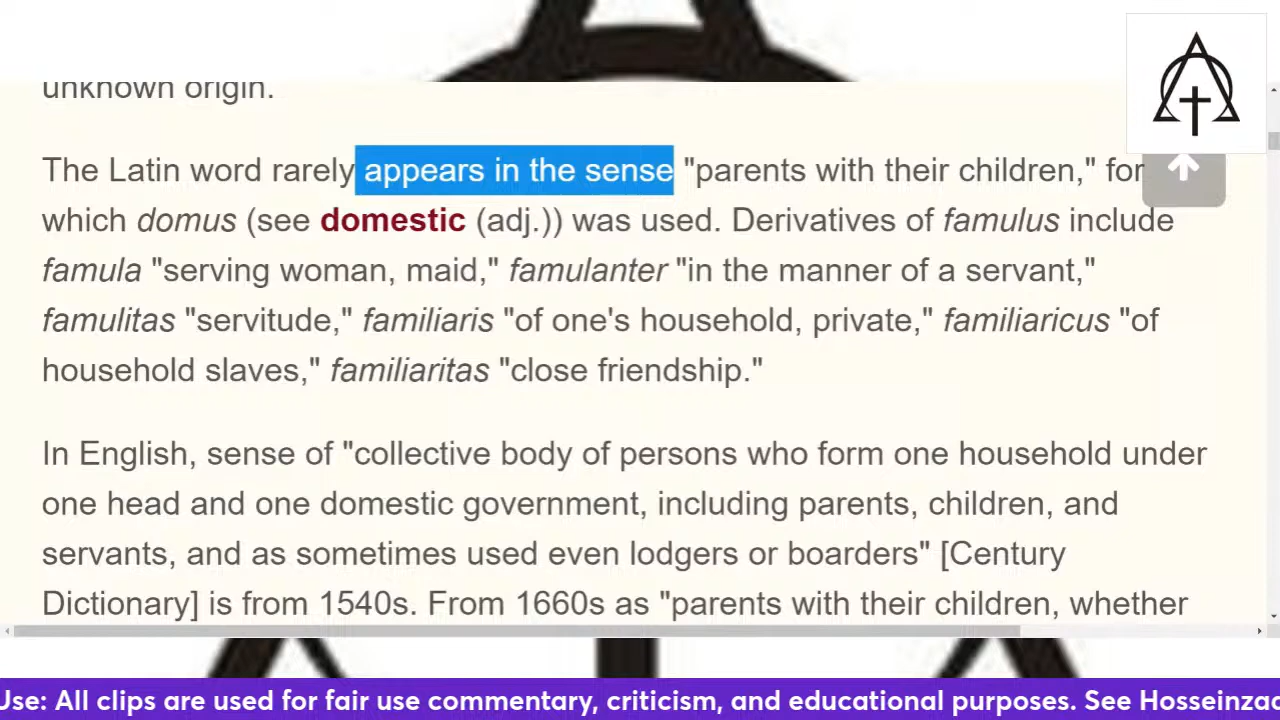 unknown origin.
The Latin word rarely appears in the sense "parents with their children," for
which domus (see domestic (adj.)) was used. Derivatives of famulus include
famula "serving woman, maid," famulanter "in the manner of a servant,"
famulitas "servitude," familiaris "of one's household, private," familiaricus "of
household slaves," familiaritas "close friendship."
In English, sense of "collective body of persons who form one household under
one head and one domestic government, including parents, children, and
servants, and as sometimes used even lodgers or boarders" [Century
Dictionary] is from 1540s. From 1660s as "parents with their children, whether
Use: All clips are used for fair use commentary, criticism, and educational purposes. See